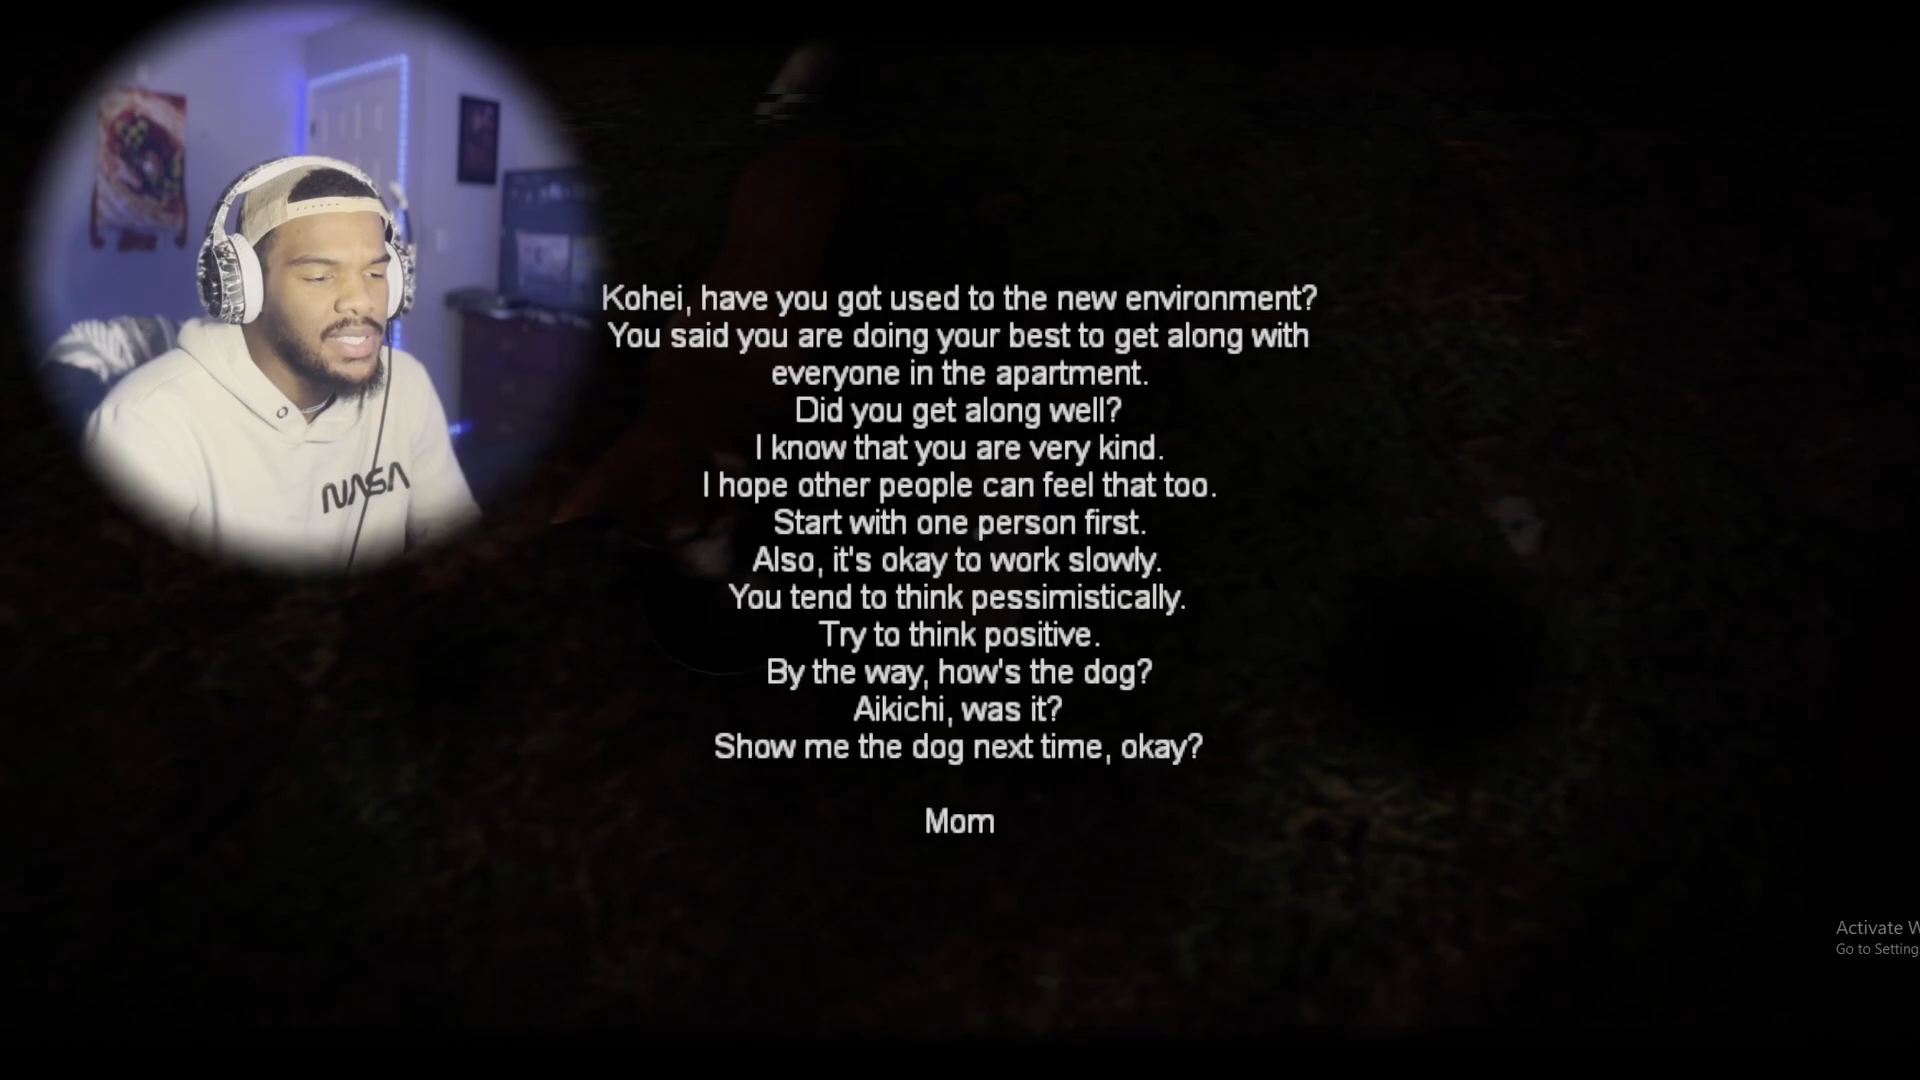 NASA
Kohei, have you got used to the new environment?
You said you are doing your best to get along with
everyone in the apartment.
Did you get along well?
I know that you are very kind.
I hope other people can feel that too.
Start with one person first.
Also, it's okay to work slowly.
You tend to think pessimistically.
Try to think positive.
By the way, how's the dog?
Aikichi, was it?
Show me the dog next time, okay?
Mom
Activate W
Go to Setting